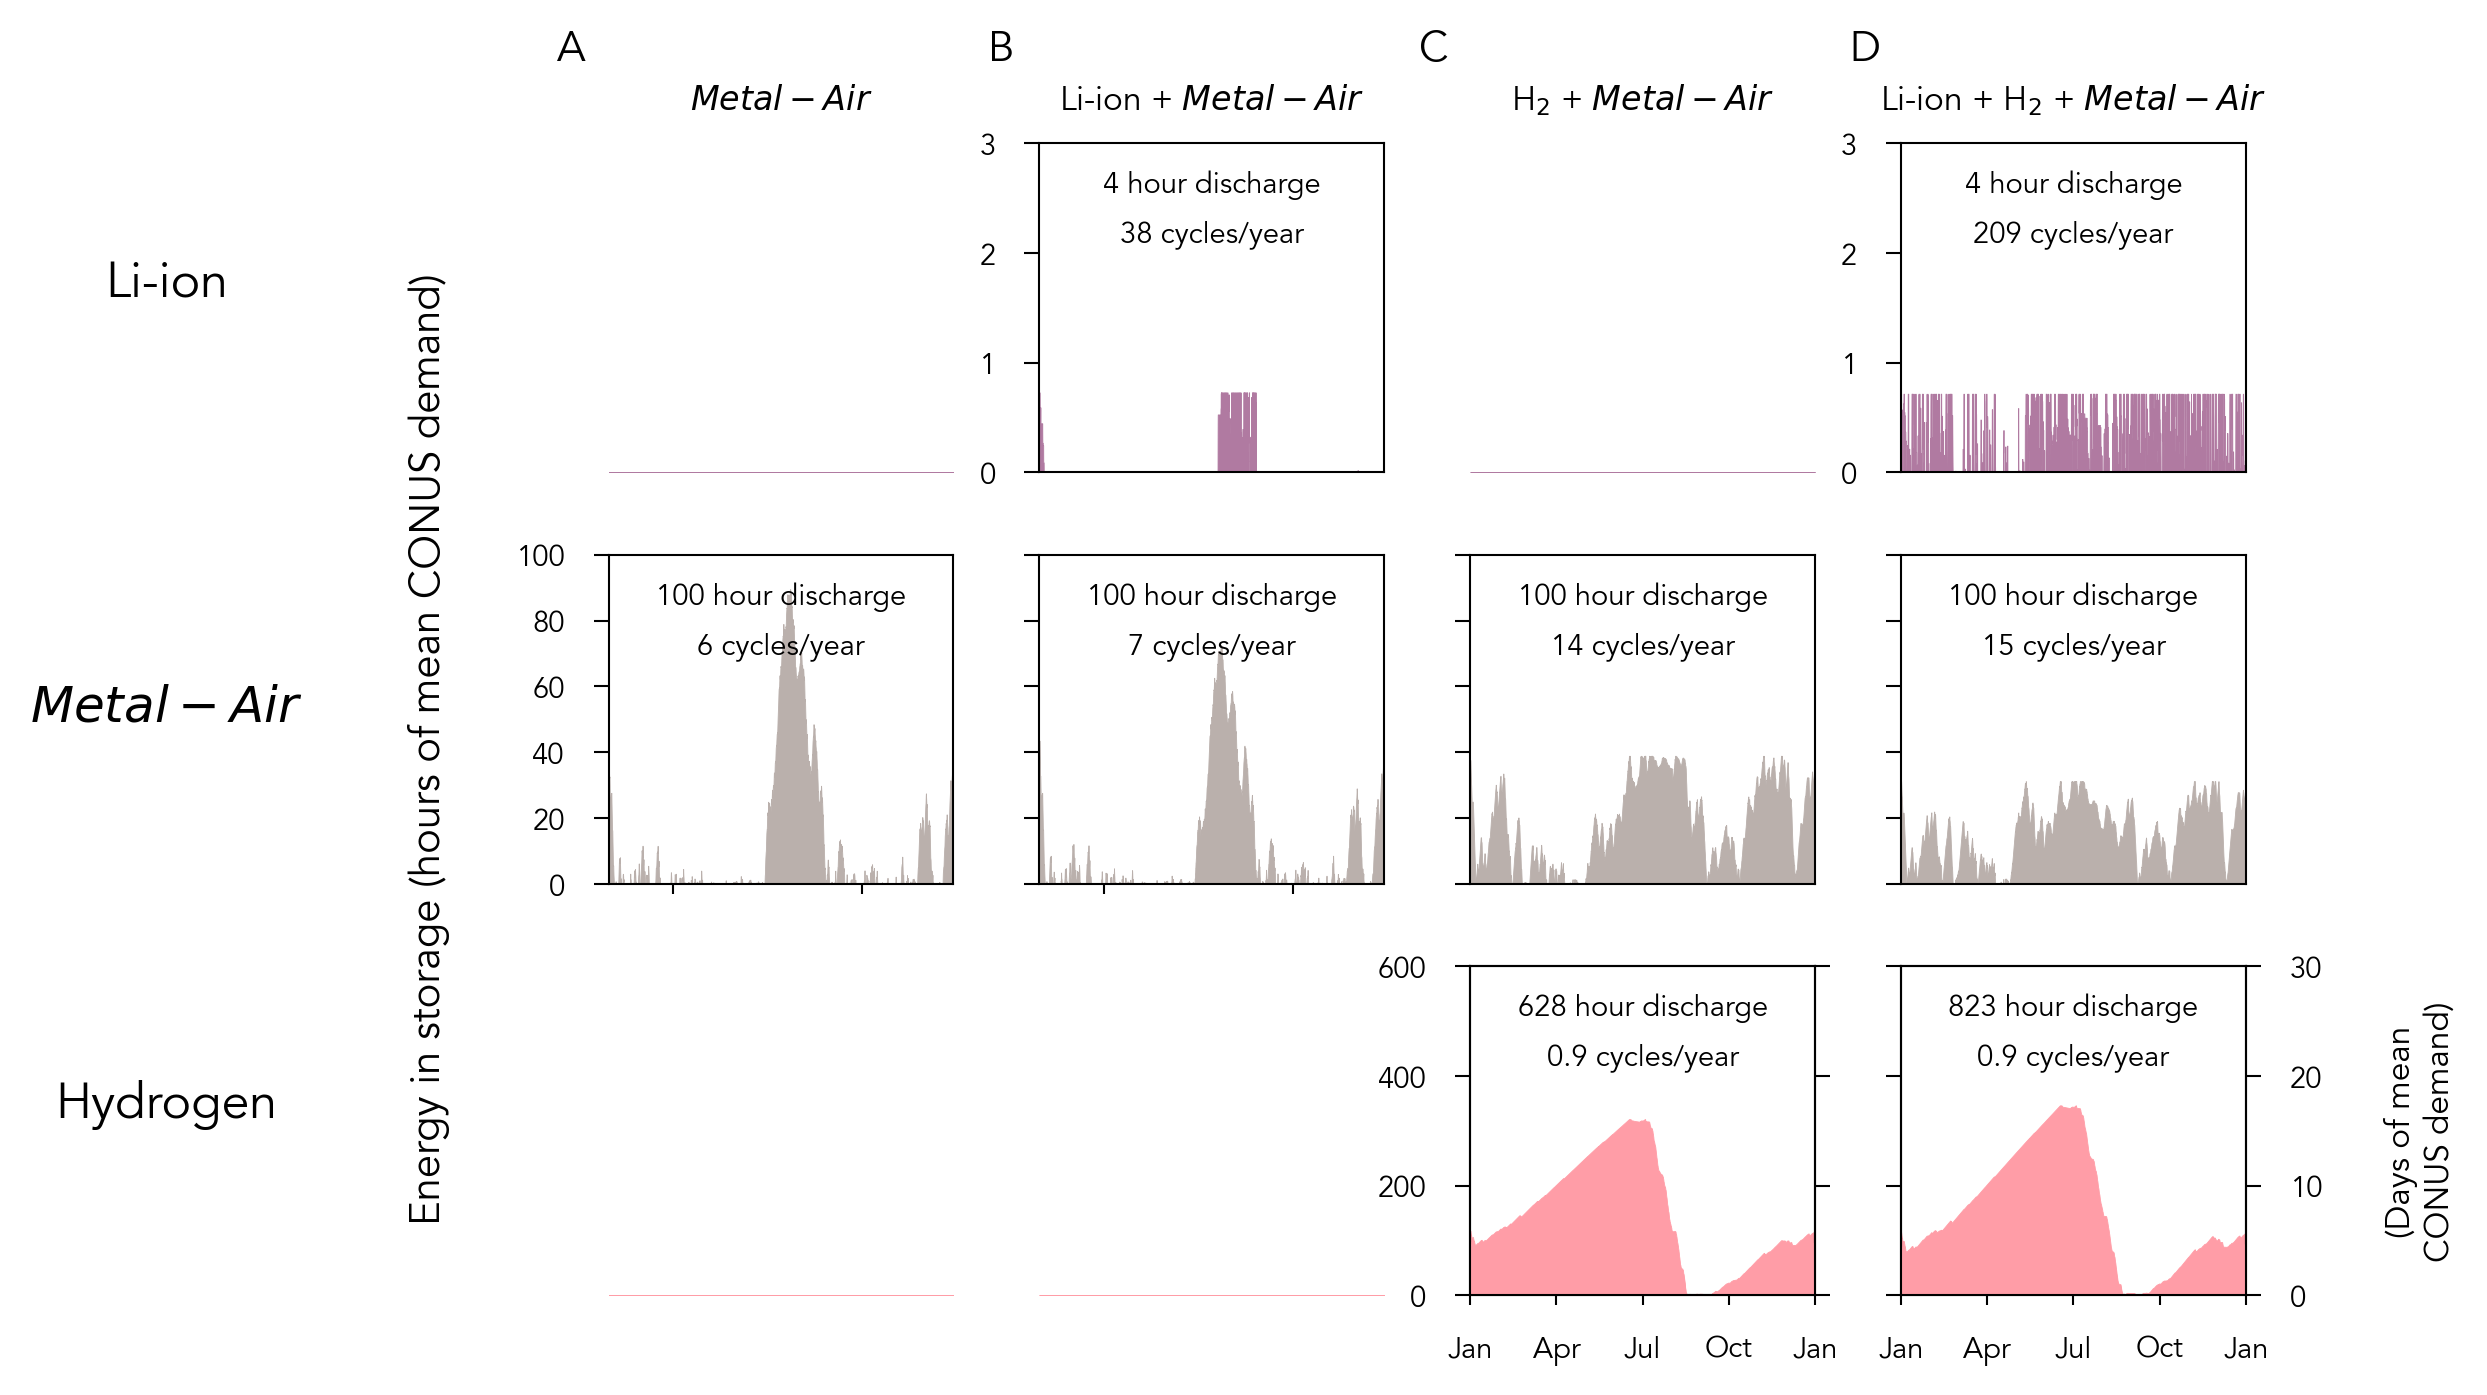 A
B
C
D
Metal – Air
Li-ion + Metal – Air
H₂ + Metal – Air
Li-ion + H₂ + Metal – Air
Li-ion
Energy in storage (hours of mean CONUS demand)
3
2
1
0
4 hour discharge
38 cycles/year
3
2
1
0
4 hour discharge
209 cycles/year
Metal – Air
100
80
60
40
20
0
100 hour discharge
6 cycles/year
100 hour discharge
7 cycles/year
100 hour discharge
14 cycles/year
100 hour discharge
15 cycles/year
Hydrogen
600
400
200
0
628 hour discharge
0.9 cycles/year
Jan Apr Jul Oct Jan
823 hour discharge
0.9 cycles/year
Jan Apr Jul Oct Jan
30
20
10
0
(Days of mean
CONUS demand)